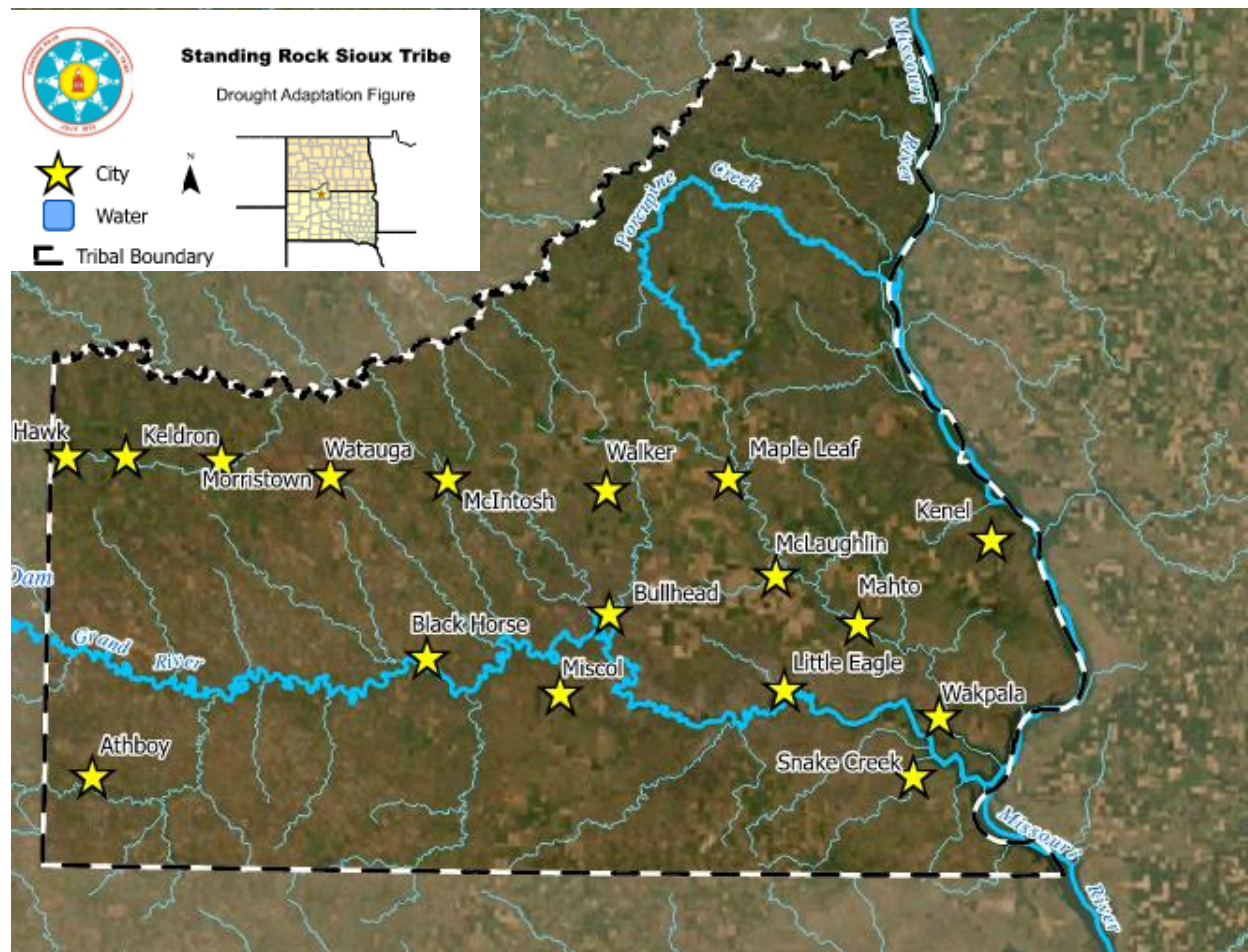 Standing Rock Sioux Tribe
Drought Adaptation Figure
N
City
Water
Tribal Boundary
Missouri
River
Porcupine
Creek
Hawk
Keldron
Morristown
Watauga
McIntosh
Walker
Maple Leaf
Kenel
McLaughlin
Mahto
Bullhead
Dam
Grand
River
Black Horse
Miscol
Little Eagle
Wakpala
Athboy
Snake Creek
Missouri
River